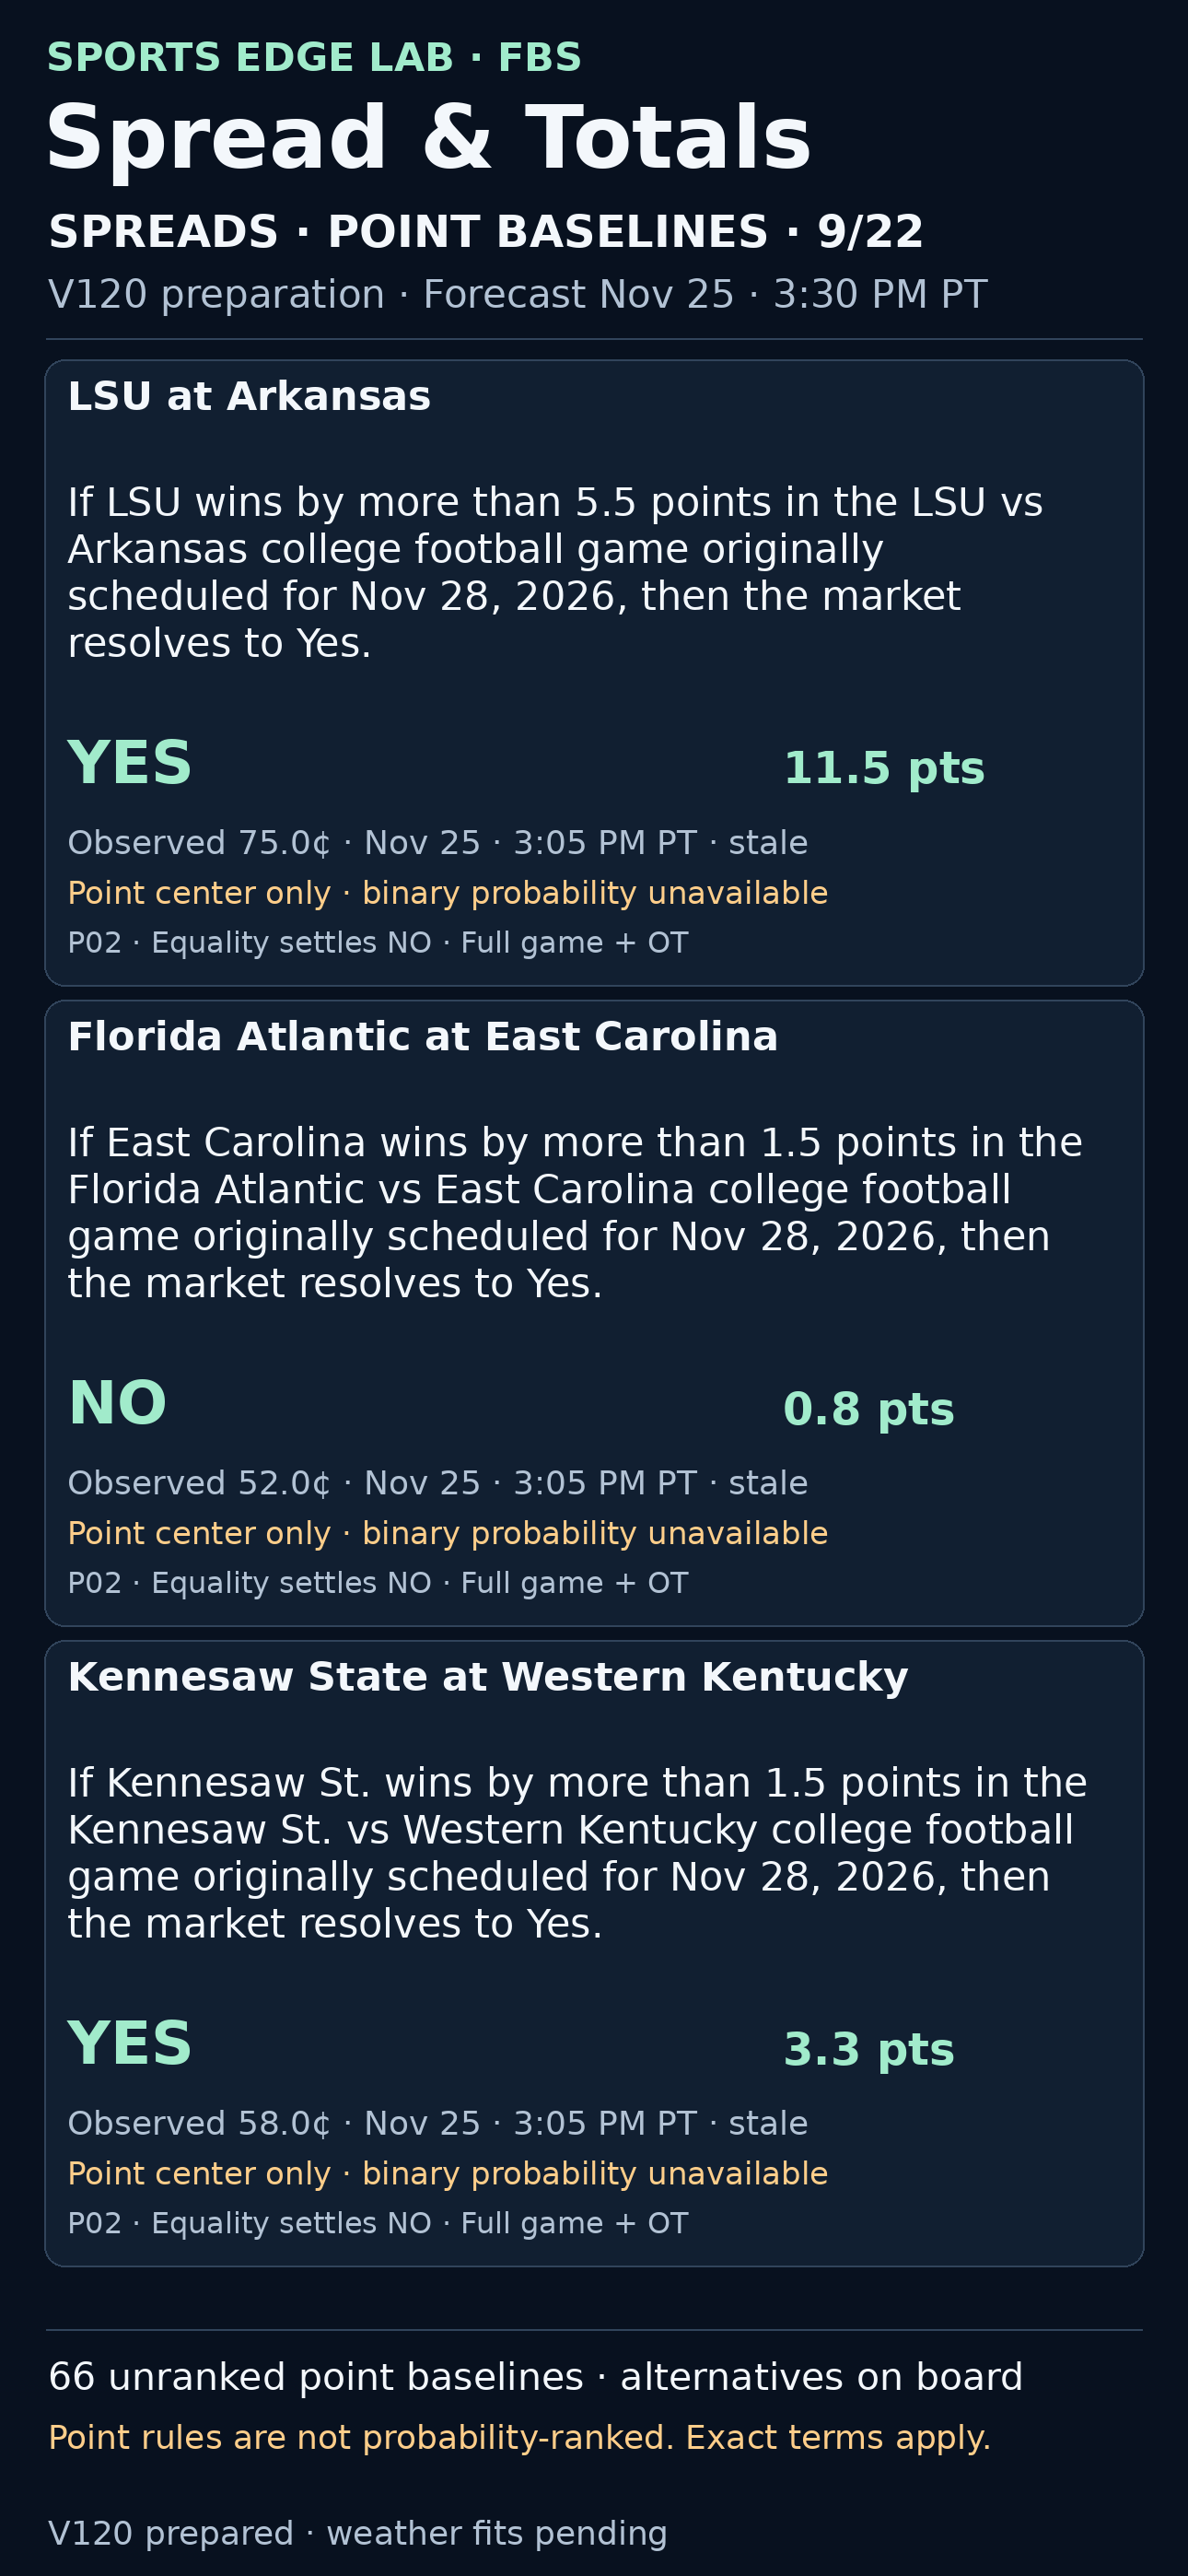 SPORTS EDGE LAB · FBS
Spread & Totals
SPREADS · POINT BASELINES · 9/22
V120 preparation · Forecast Nov 25 · 3:30 PM PT
LSU at Arkansas
If LSU wins by more than 5.5 points in the LSU vs
Arkansas college football game originally
scheduled for Nov 28, 2026, then the market
resolves to Yes.
YES 11.5 pts
Observed 75.0¢ · Nov 25 · 3:05 PM PT · stale
Point center only · binary probability unavailable
P02 · Equality settles NO · Full game + OT
Florida Atlantic at East Carolina
If East Carolina wins by more than 1.5 points in the
Florida Atlantic vs East Carolina college football
game originally scheduled for Nov 28, 2026, then
the market resolves to Yes.
NO 0.8 pts
Observed 52.0¢ · Nov 25 · 3:05 PM PT · stale
Point center only · binary probability unavailable
P02 · Equality settles NO · Full game + OT
Kennesaw State at Western Kentucky
If Kennesaw St. wins by more than 1.5 points in the
Kennesaw St. vs Western Kentucky college football
game originally scheduled for Nov 28, 2026, then
the market resolves to Yes.
YES 3.3 pts
Observed 58.0¢ · Nov 25 · 3:05 PM PT · stale
Point center only · binary probability unavailable
P02 · Equality settles NO · Full game + OT
66 unranked point baselines · alternatives on board
Point rules are not probability-ranked. Exact terms apply.
V120 prepared · weather fits pending